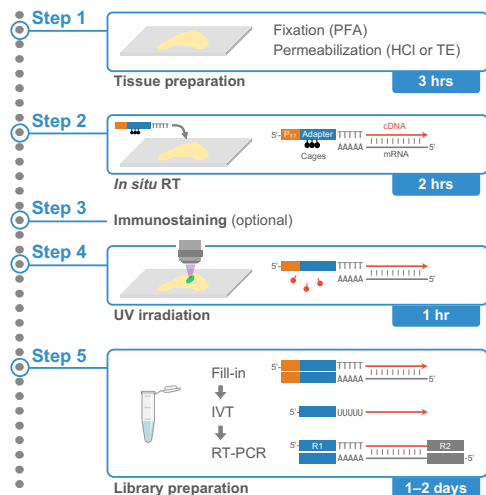 Step 1
Fixation (PFA)
Permeabilization (HCl or TE)
Tissue preparation
3 hrs
Step 2
TTTTT
5'- PT7 Adapter TTTTT cDNA
AAAAA mRNA 5'
Cages
In situ RT
2 hrs
Step 3
Immunostaining (optional)
Step 4
5'- TTTTT
AAAAA 5'
UV irradiation
1 hr
Step 5
Fill-in
5'- TTTTT
AAAAA 5'
IVT
5'- UUUUU
RT-PCR
5'- R1 TTTTT R2
AAAAA -5'
Library preparation
1–2 days